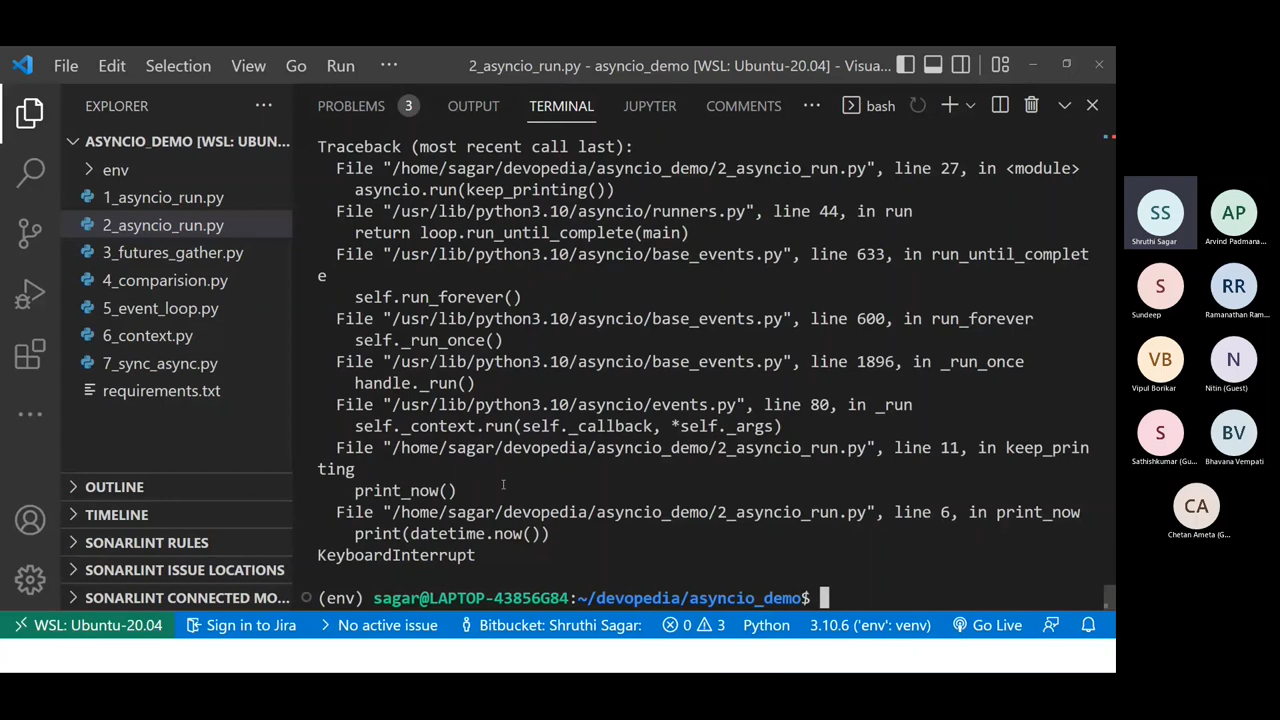 File Edit Selection View Go Run ··· 2_asyncio_run.py - asyncio_demo [WSL: Ubuntu-20.04] - Visua...
EXPLORER ···
ASYNCIO_DEMO [WSL: UBUN...
env
1_asyncio_run.py
2_asyncio_run.py
3_futures_gather.py
4_comparision.py
5_event_loop.py
6_context.py
7_sync_async.py
requirements.txt
OUTLINE
TIMELINE
SONARLINT RULES
SONARLINT ISSUE LOCATIONS
SONARLINT CONNECTED MO...
PROBLEMS 3 OUTPUT TERMINAL JUPYTER COMMENTS ··· bash
Traceback (most recent call last):
File "/home/sagar/devopedia/asyncio_demo/2_asyncio_run.py", line 27, in <module>
asyncio.run(keep_printing())
File "/usr/lib/python3.10/asyncio/runners.py", line 44, in run
return loop.run_until_complete(main)
File "/usr/lib/python3.10/asyncio/base_events.py", line 633, in run_until_complet
e
self.run_forever()
File "/usr/lib/python3.10/asyncio/base_events.py", line 600, in run_forever
self._run_once()
File "/usr/lib/python3.10/asyncio/base_events.py", line 1896, in _run_once
handle._run()
File "/usr/lib/python3.10/asyncio/events.py", line 80, in _run
self._context.run(self._callback, *self._args)
File "/home/sagar/devopedia/asyncio_demo/2_asyncio_run.py", line 11, in keep_prin
ting
print_now()
File "/home/sagar/devopedia/asyncio_demo/2_asyncio_run.py", line 6, in print_now
print(datetime.now())
KeyboardInterrupt
(env) sagar@LAPTOP-43856G84:~/devopedia/asyncio_demo$
WSL: Ubuntu-20.04 Sign in to Jira No active issue Bitbucket: Shruthi Sagar: 0 3 Python 3.10.6 ('env': venv) Go Live
SS AP
Shruthi Sagar Arvind Padmana...
S RR
Sundeep Ramanathan Ram...
VB N
Vipul Borikar Nitin (Guest)
S BV
Sathishkumar (Gu... Bhavana Vempati
CA
Chetan Ameta (G...